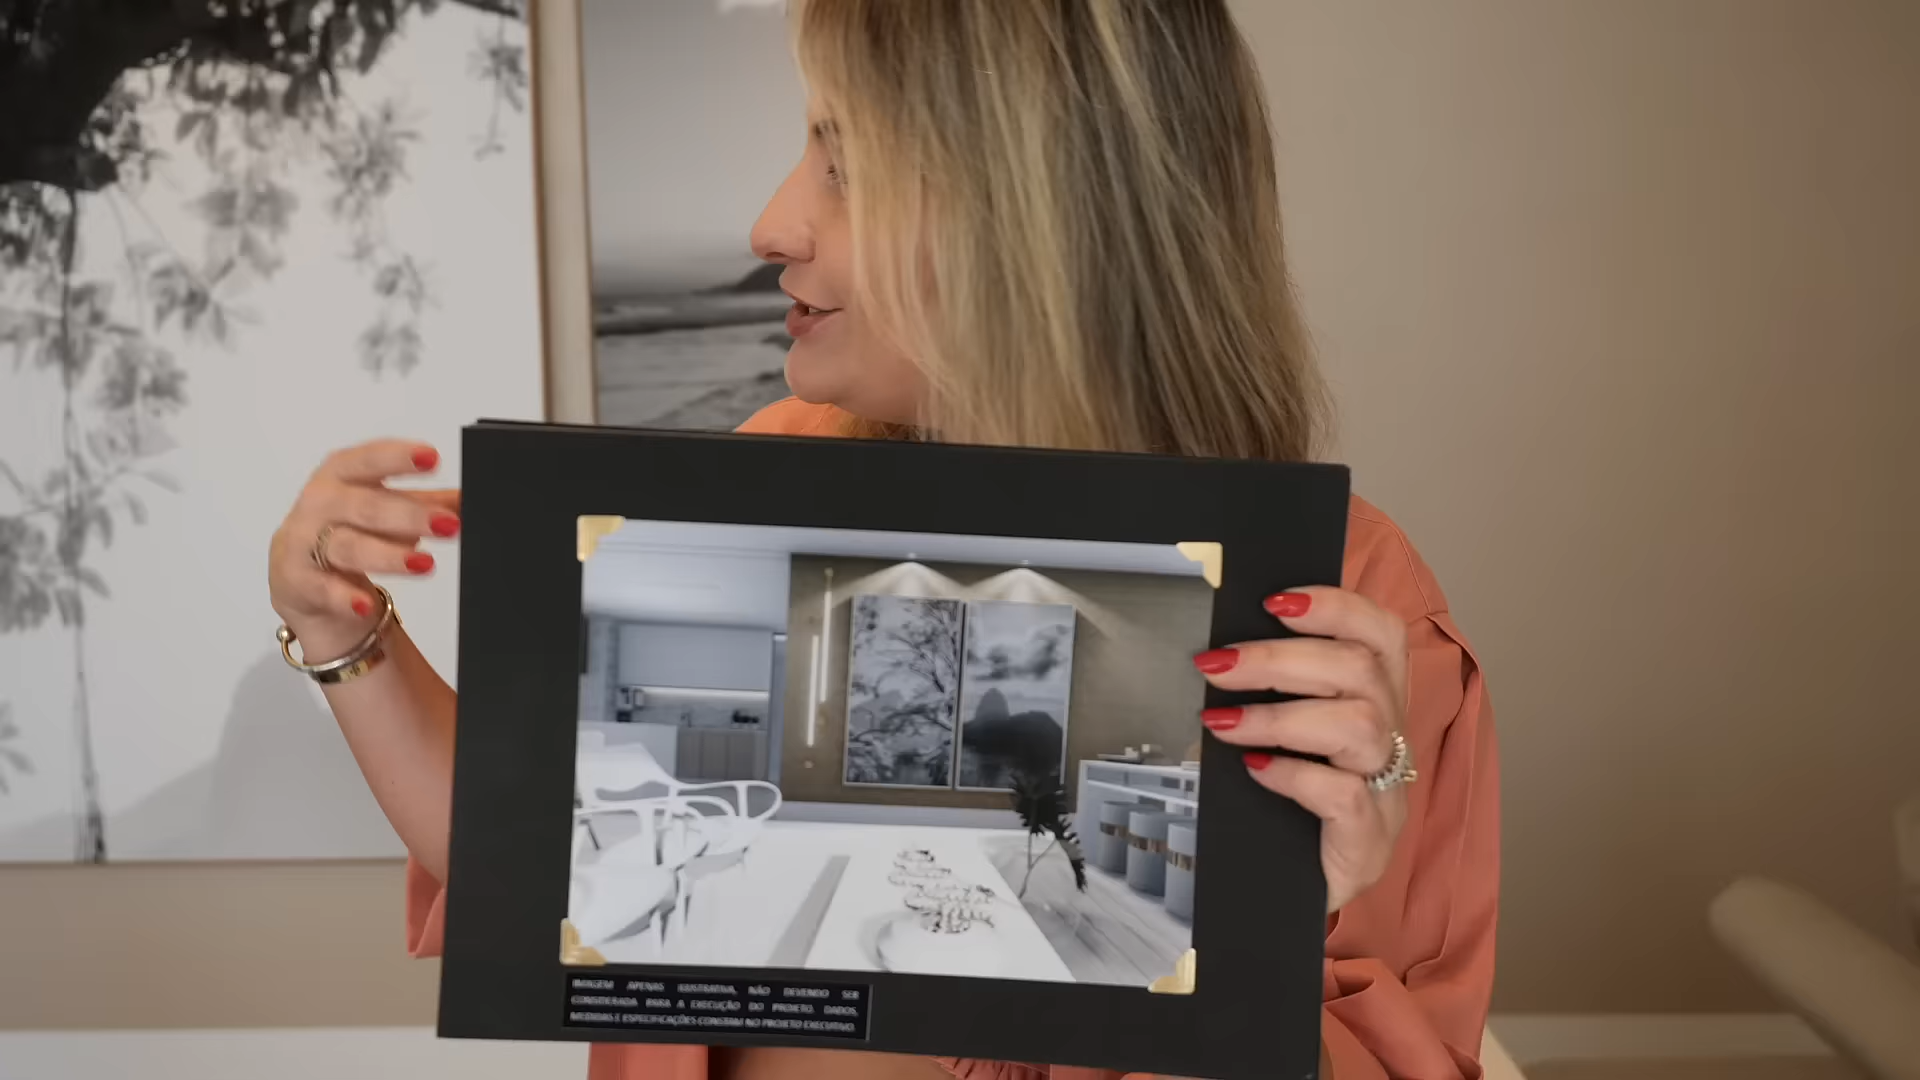 IMAGEM APENAS ILUSTRATIVA, NÃO DEVENDO SER
CONSIDERADA PARA A EXECUÇÃO DO PROJETO. DADOS,
MEDIDAS E ESPECIFICAÇÕES CONSTAM NO PROJETO EXECUTIVO.